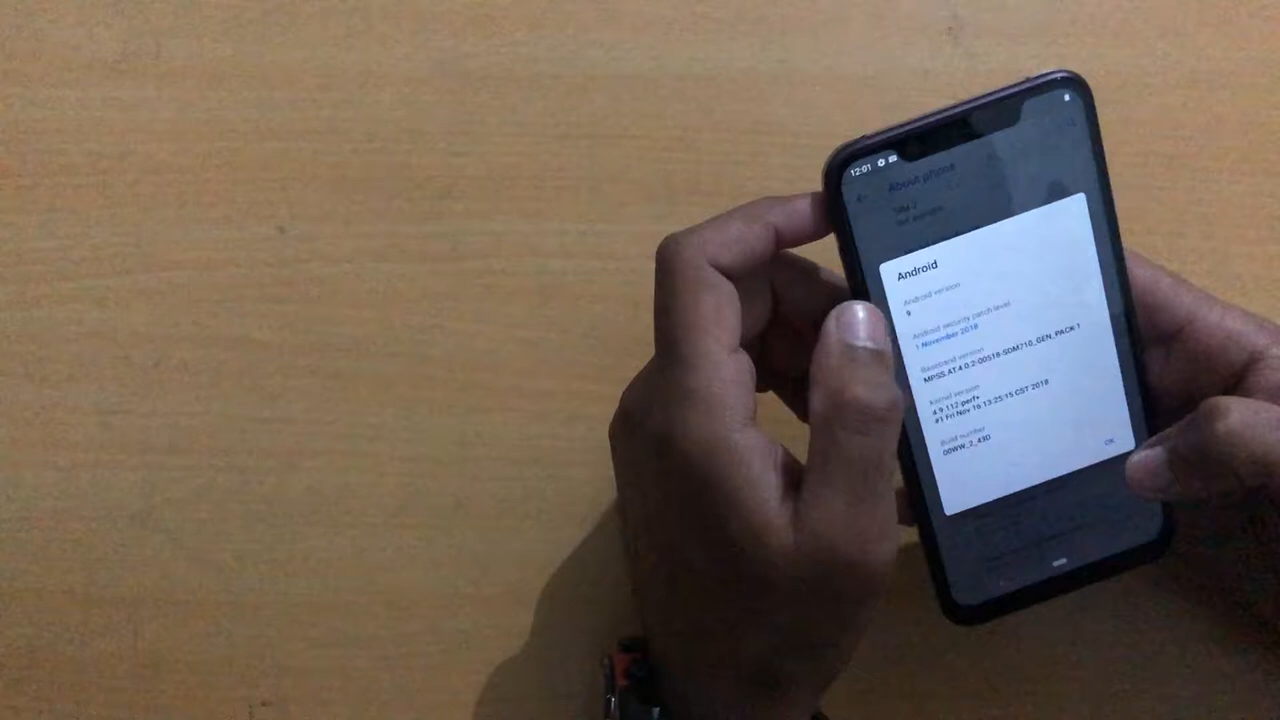 12:01
About phone
SIM 2
Android
Android version
9
Android security patch level
1 November 2018
Baseband version
MPSS.AT.4.0.2-00518-SDM710_GEN_PACK-1
Kernel version
4.9.112-perf+
#1 Fri Nov 16 13:25:15 CST 2018
Build number
00WW_2_43D
OK